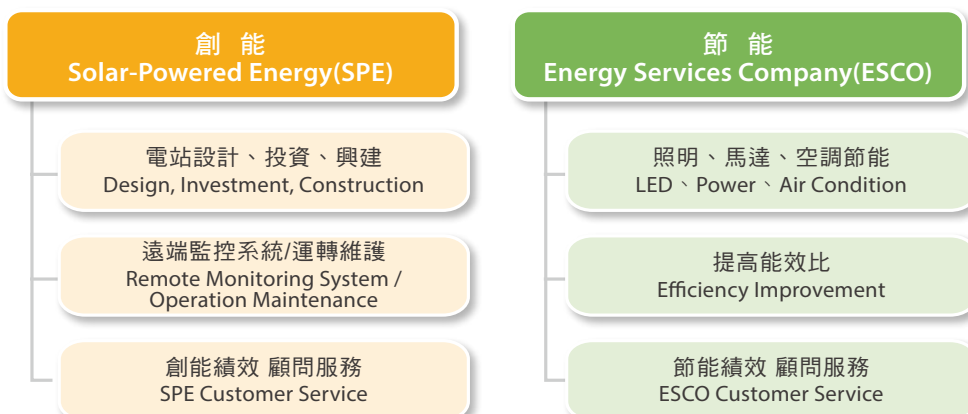 創 能
Solar-Powered Energy(SPE)
電站設計、投資、興建
Design, Investment, Construction
遠端監控系統/運轉維護
Remote Monitoring System /
Operation Maintenance
創能績效 顧問服務
SPE Customer Service
節 能
Energy Services Company(ESCO)
照明、馬達、空調節能
LED、Power、Air Condition
提高能效比
Efficiency Improvement
節能績效 顧問服務
ESCO Customer Service